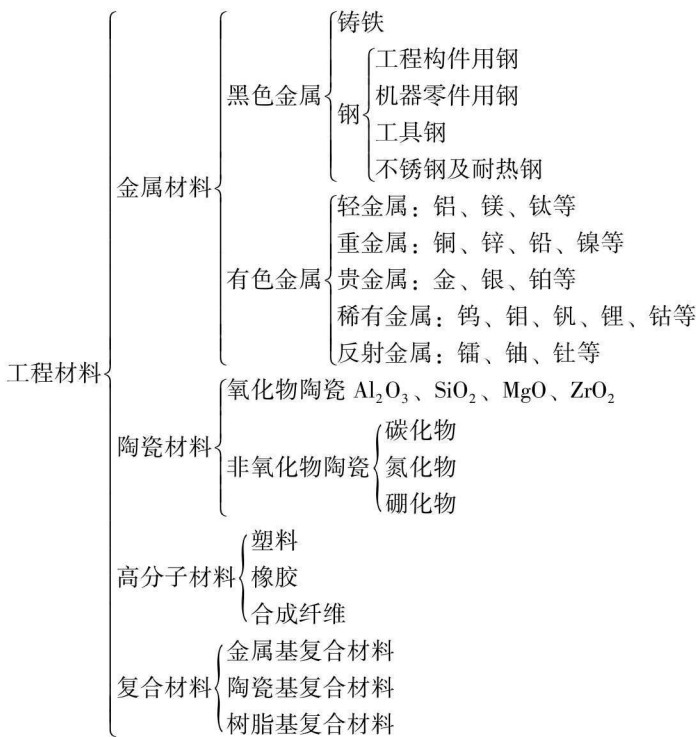 铸铁
工程构件用钢
机器零件用钢
黑色金属
钢
工具钢
不锈钢及耐热钢
金属材料
轻金属：铝、镁、钛等
重金属：铜、锌、铅、镍等
有色金属
贵金属：金、银、铂等
稀有金属：钨、钼、钒、锂、钴等
反射金属：镭、铀、钍等
工程材料
氧化物陶瓷 Al₂O₃、SiO₂、MgO、ZrO₂
陶瓷材料
碳化物
非氧化物陶瓷
氮化物
硼化物
塑料
高分子材料
橡胶
合成纤维
金属基复合材料
复合材料
陶瓷基复合材料
树脂基复合材料